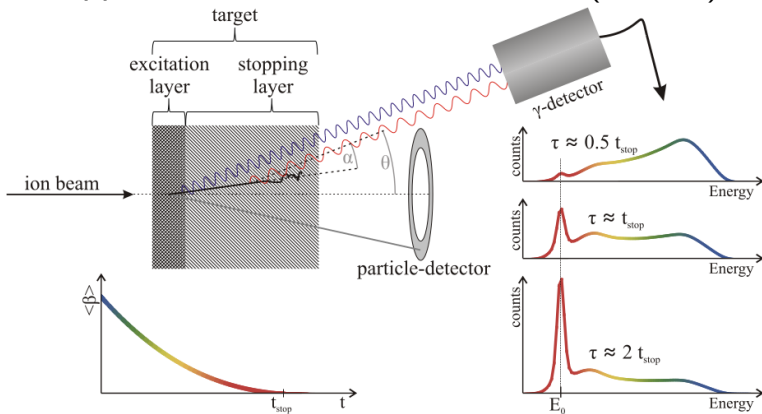 target
excitation
layer
stopping
layer
γ-detector
α
θ
ion beam
particle-detector
<β>
t_stop
t
counts
τ ≈ 0.5 t_stop
Energy
counts
τ ≈ t_stop
Energy
counts
τ ≈ 2 t_stop
E_0
Energy